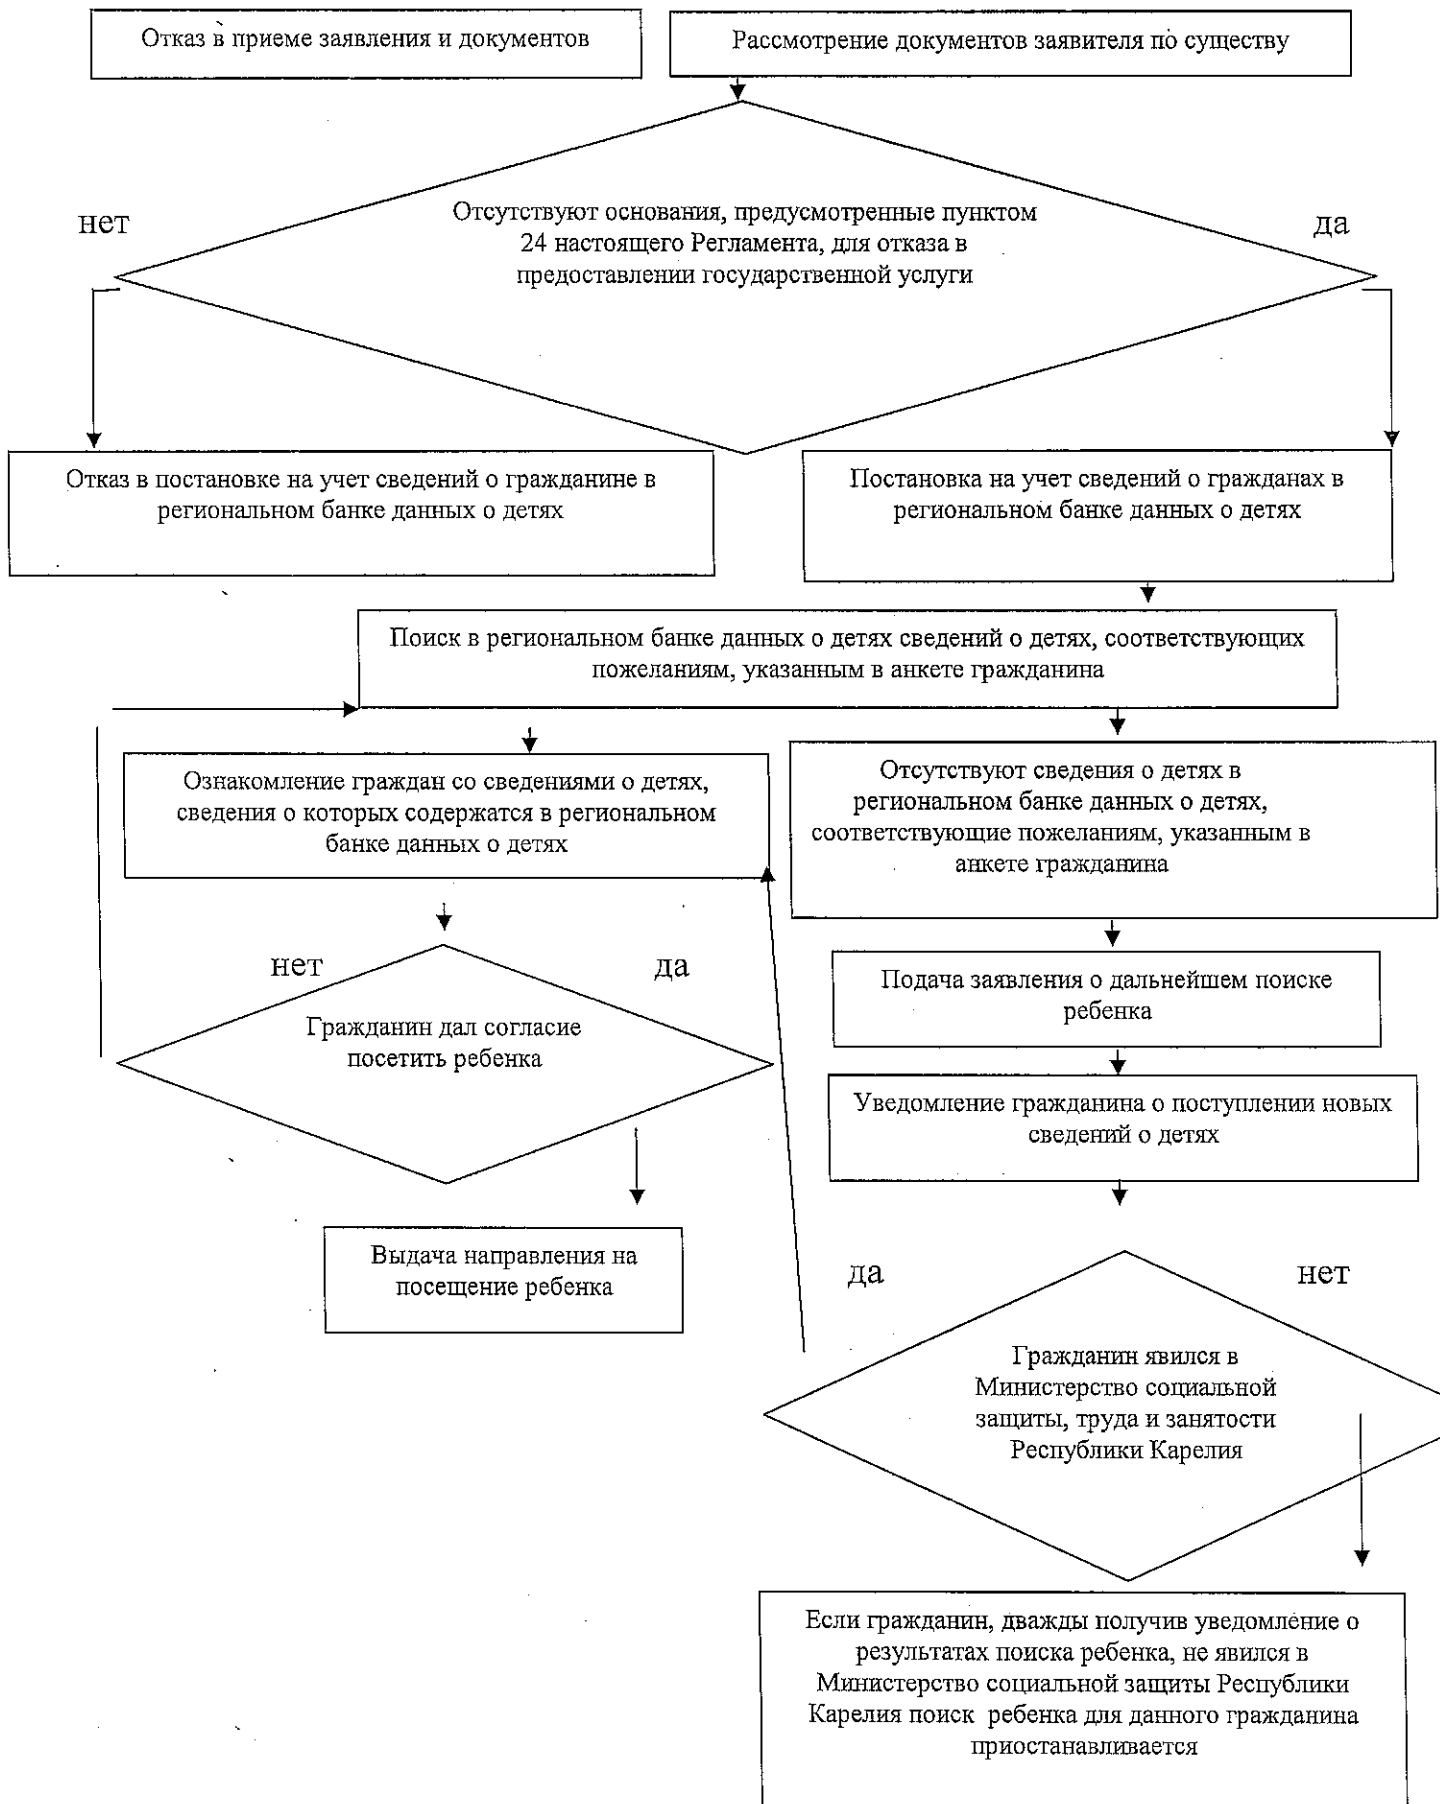 Отказ в приеме заявления и документов
Рассмотрение документов заявителя по существу
нет
да
Отсутствуют основания, предусмотренные пунктом
24 настоящего Регламента, для отказа в
предоставлении государственной услуги
Отказ в постановке на учет сведений о гражданине в
региональном банке данных о детях
Постановка на учет сведений о гражданах в
региональном банке данных о детях
Поиск в региональном банке данных о детях сведений о детях, соответствующих
пожеланиям, указанным в анкете гражданина
Ознакомление граждан со сведениями о детях,
сведения о которых содержатся в региональном
банке данных о детях
Отсутствуют сведения о детях в
региональном банке данных о детях,
соответствующие пожеланиям, указанным в
анкете гражданина
нет
да
Гражданин дал согласие
посетить ребенка
Подача заявления о дальнейшем поиске
ребенка
Уведомление гражданина о поступлении новых
сведений о детях
Выдача направления на
посещение ребенка
да
нет
Гражданин явился в
Министерство социальной
защиты, труда и занятости
Республики Карелия
Если гражданин, дважды получив уведомление о
результатах поиска ребенка, не явился в
Министерство социальной защиты Республики
Карелия поиск ребенка для данного гражданина
приостанавливается